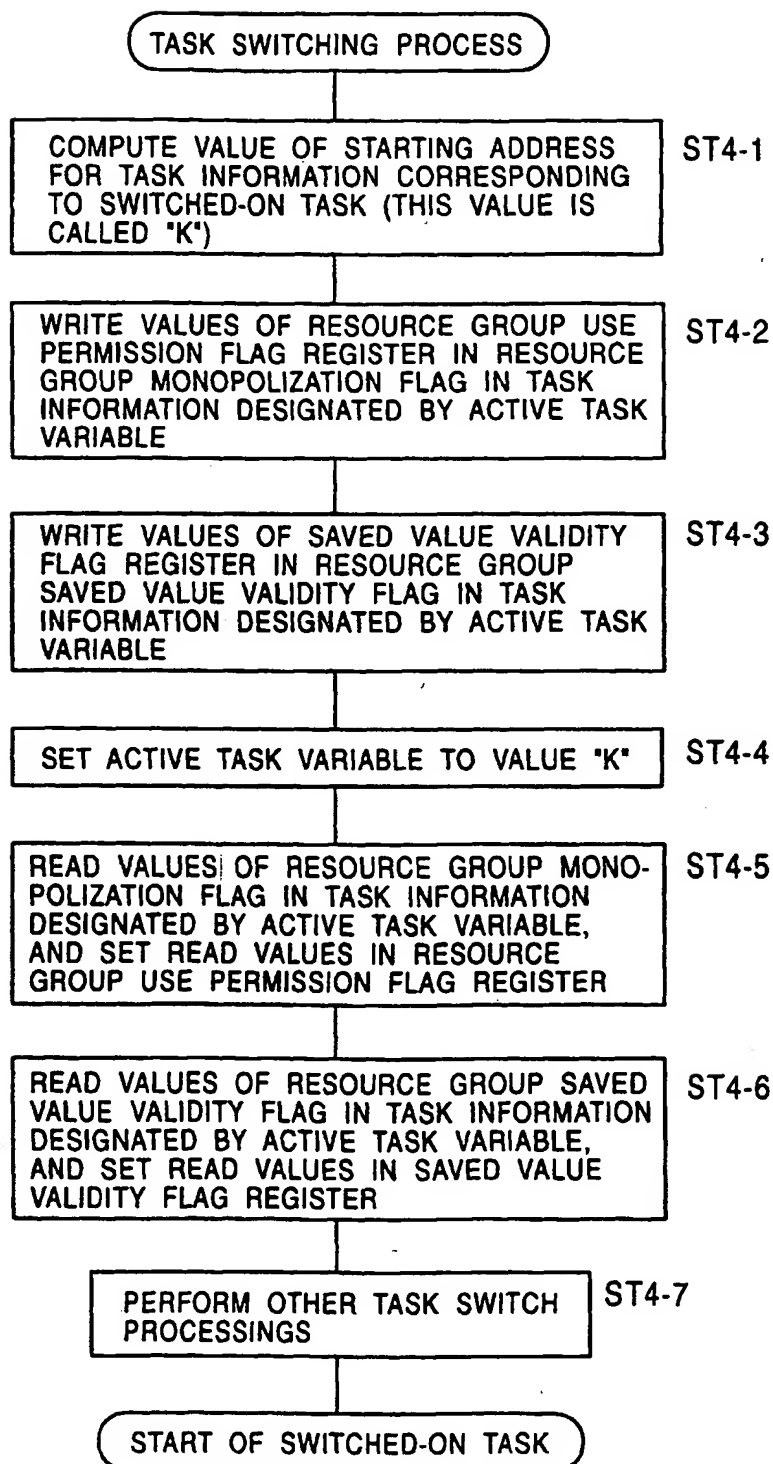 TASK SWITCHING PROCESS
COMPUTE VALUE OF STARTING ADDRESS
FOR TASK INFORMATION CORRESPONDING
TO SWITCHED-ON TASK (THIS VALUE IS
CALLED "K")
ST4-1
WRITE VALUES OF RESOURCE GROUP USE
PERMISSION FLAG REGISTER IN RESOURCE
GROUP MONOPOLIZATION FLAG IN TASK
INFORMATION DESIGNATED BY ACTIVE TASK
VARIABLE
ST4-2
WRITE VALUES OF SAVED VALUE VALIDITY
FLAG REGISTER IN RESOURCE GROUP
SAVED VALUE VALIDITY FLAG IN TASK
INFORMATION DESIGNATED BY ACTIVE TASK
VARIABLE
ST4-3
SET ACTIVE TASK VARIABLE TO VALUE "K"
ST4-4
READ VALUES OF RESOURCE GROUP MONO-
POLIZATION FLAG IN TASK INFORMATION
DESIGNATED BY ACTIVE TASK VARIABLE,
AND SET READ VALUES IN RESOURCE
GROUP USE PERMISSION FLAG REGISTER
ST4-5
READ VALUES OF RESOURCE GROUP SAVED
VALUE VALIDITY FLAG IN TASK INFORMATION
DESIGNATED BY ACTIVE TASK VARIABLE,
AND SET READ VALUES IN SAVED VALUE
VALIDITY FLAG REGISTER
ST4-6
PERFORM OTHER TASK SWITCH
PROCESSINGS
ST4-7
START OF SWITCHED-ON TASK